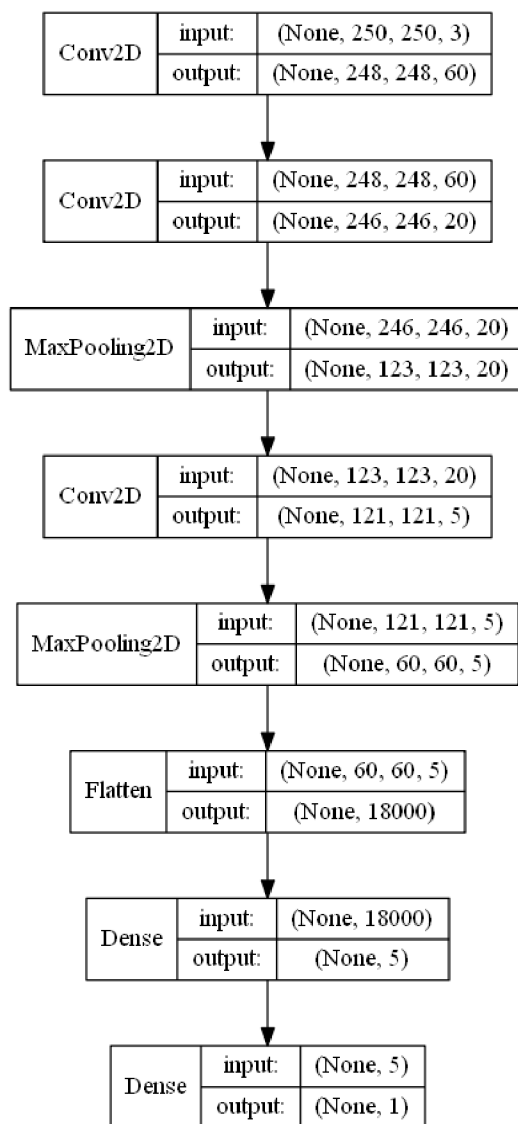 Conv2D
input: (None, 250, 250, 3)
output: (None, 248, 248, 60)
Conv2D
input: (None, 248, 248, 60)
output: (None, 246, 246, 20)
MaxPooling2D
input: (None, 246, 246, 20)
output: (None, 123, 123, 20)
Conv2D
input: (None, 123, 123, 20)
output: (None, 121, 121, 5)
MaxPooling2D
input: (None, 121, 121, 5)
output: (None, 60, 60, 5)
Flatten
input: (None, 60, 60, 5)
output: (None, 18000)
Dense
input: (None, 18000)
output: (None, 5)
Dense
input: (None, 5)
output: (None, 1)